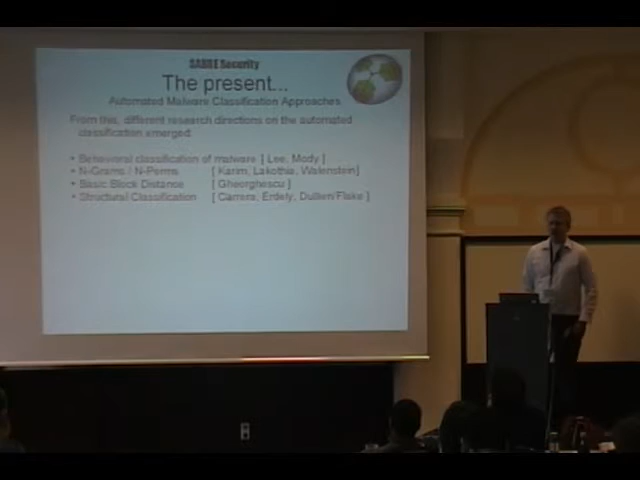 SABRE Security
The present...
Automated Malware Classification Approaches
From this, different research directions on the automated
classification emerged:
• Behavioral classification of malware [ Lee, Mody ]
• N-Grams / N-Perms [ Karim, Lakothia, Walenstein]
• Basic Block Distance [ Gheorghescu ]
• Structural Classification [ Carrera, Erdely, Dullien/Flake ]